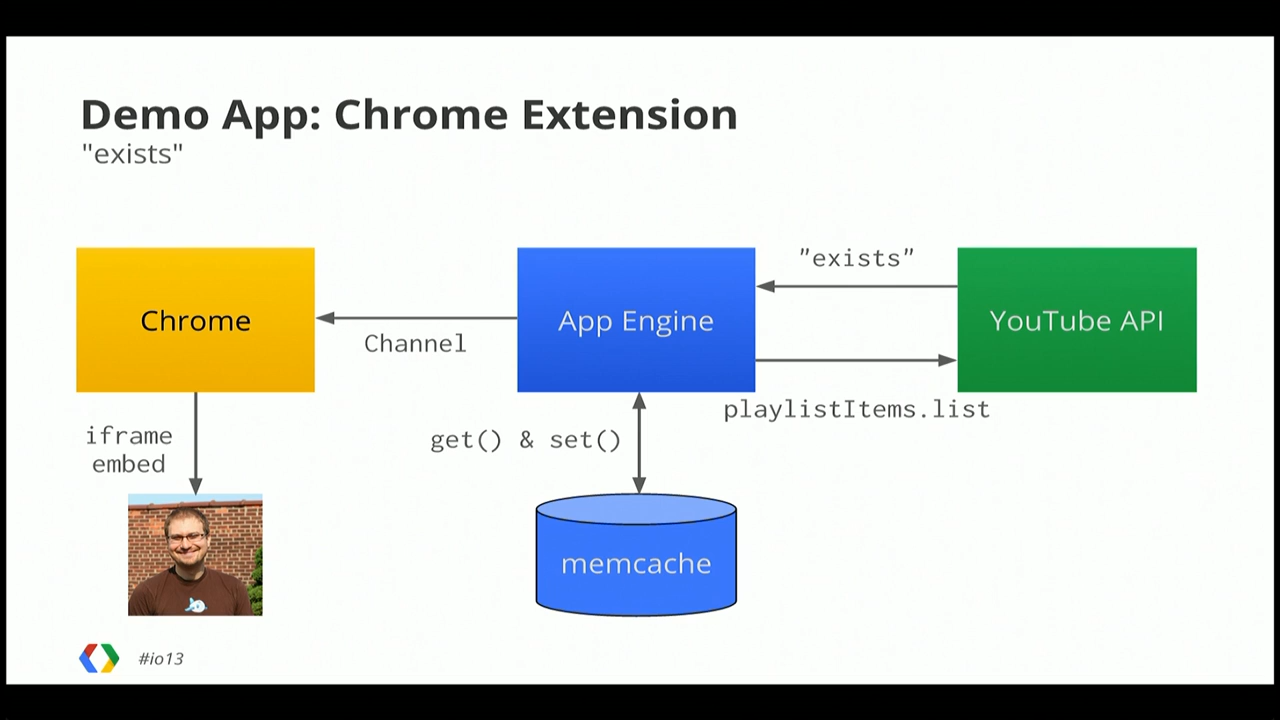 Demo App: Chrome Extension
"exists"
Chrome
App Engine
YouTube API
"exists"
Channel
playlistItems.list
iframe
embed
get() & set()
memcache
#io13